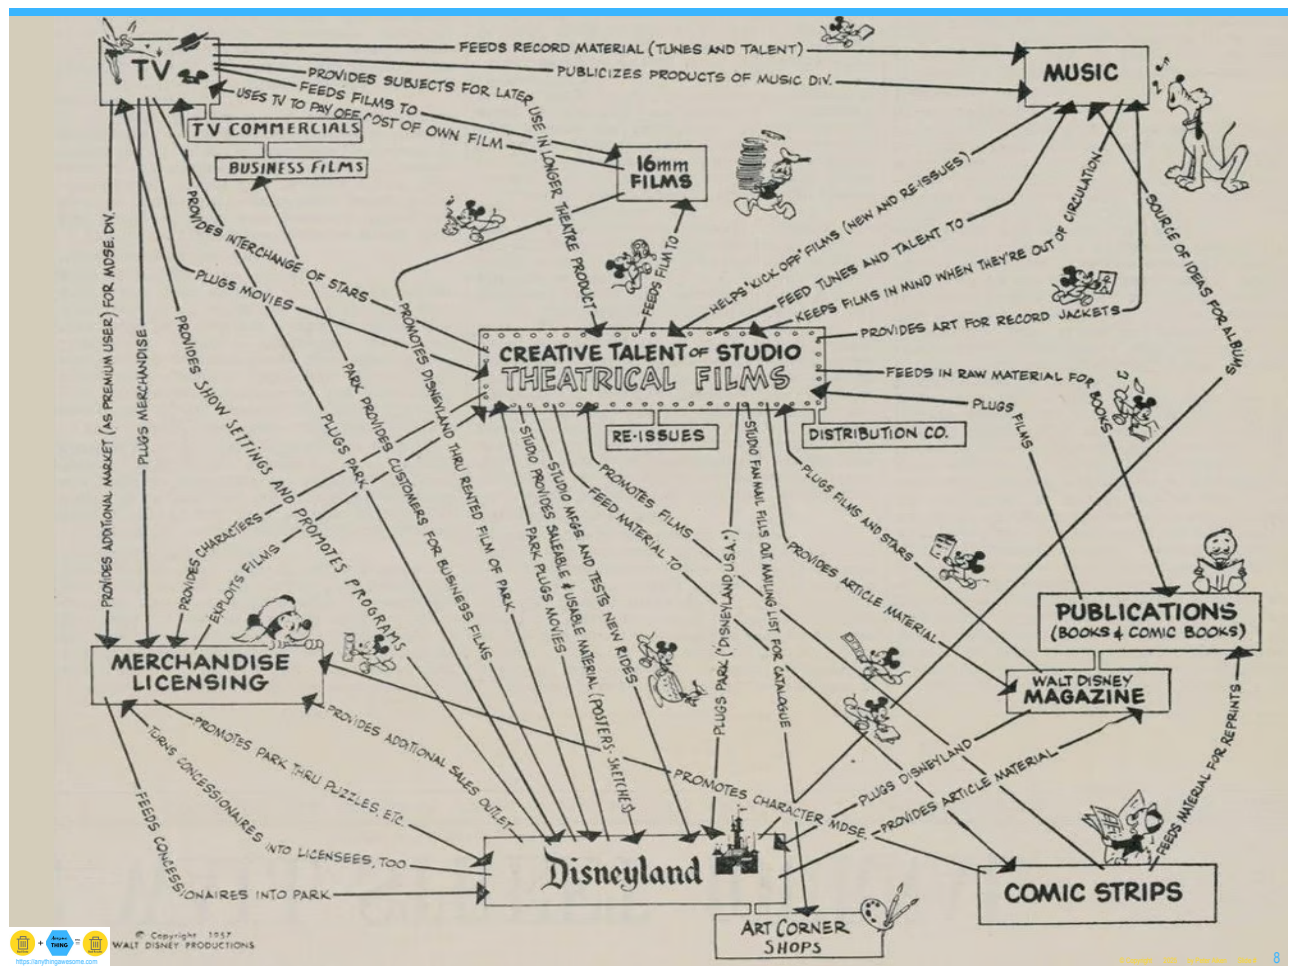 FEEDS RECORD MATERIAL (TUNES AND TALENT)
PUBLICIZES PRODUCTS OF MUSIC DIV.
TV
MUSIC
PROVIDES SUBJECTS FOR LATER USE IN LONGER THEATRE PRODUCT
FEEDS FILMS TO
USES TV TO PAY OFF COST OF OWN FILM
TV COMMERCIALS
BUSINESS FILMS
16mm
FILMS
PROVIDES INTERCHANGE OF STARS
PLUGS MOVIES
FEEDS FILM TO
HELPS "KICK OFF" FILMS (NEW AND RE-ISSUES)
FEED TUNES AND TALENT TO
KEEPS FILMS IN MIND WHEN THEY'RE OUT OF CIRCULATION
PROVIDES ART FOR RECORD JACKETS
SOURCE OF IDEAS FOR ALBUMS
PROVIDES ADDITIONAL MARKET (AS PREMIUM USER) FOR MDSE. DIV.
PLUGS MERCHANDISE
PROVIDES SHOW SETTINGS AND PROMOTES PROGRAMS
PLUGS PARK
PARK PROVIDES CUSTOMERS FOR BUSINESS FILMS
PROMOTES DISNEYLAND THRU RENTED FILM OF PARK
CREATIVE TALENT OF STUDIO
THEATRICAL FILMS
RE-ISSUES
DISTRIBUTION CO.
FEEDS IN RAW MATERIAL FOR BOOKS
PLUGS FILMS
PROVIDES CHARACTERS
EXPLOITS FILMS
PARK PLUGS MOVIES
STUDIO PROVIDES SALEABLE & USABLE MATERIAL (POSTERS-SKETCHES)
STUDIO MFGS. AND TESTS NEW RIDES
PROMOTES FILMS
FEED MATERIAL TO
PLUGS PARK ("DISNEYLAND U.S.A.")
STUDIO FAN MAIL FILLS OUT MAILING LIST FOR CATALOGUE
PLUGS FILMS AND STARS
PROVIDES ARTICLE MATERIAL
PUBLICATIONS
(BOOKS & COMIC BOOKS)
WALT DISNEY
MAGAZINE
MERCHANDISE
LICENSING
PROVIDES ADDITIONAL SALES OUTLET
PROMOTES PARK THRU PUZZLES, ETC.
TURNS CONCESSIONAIRES INTO LICENSEES, TOO
FEEDS CONCESSIONAIRES INTO PARK
PROMOTES CHARACTER MDSE.
PLUGS DISNEYLAND
PROVIDES ARTICLE MATERIAL
FEEDS MATERIAL FOR REPRINTS
Disneyland
COMIC STRIPS
ART CORNER
SHOPS
© Copyright 1957
WALT DISNEY PRODUCTIONS
THING
https://anythingawesome.com
8